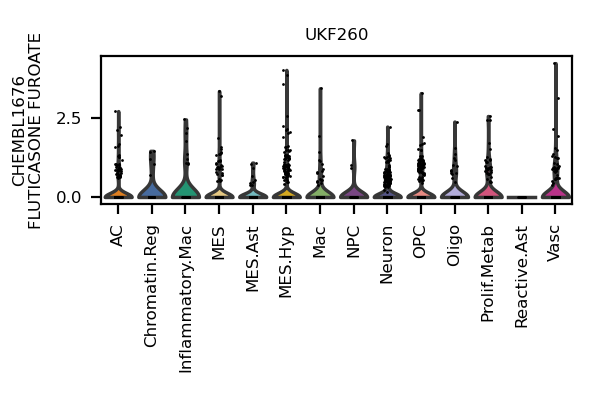 UKF260
CHEMBL1676
FLUTICASONE FUROATE
2.5
0.0
AC
Chromatin.Reg
Inflammatory.Mac
MES
MES.Ast
MES.Hyp
Mac
NPC
Neuron
OPC
Oligo
Prolif.Metab
Reactive.Ast
Vasc